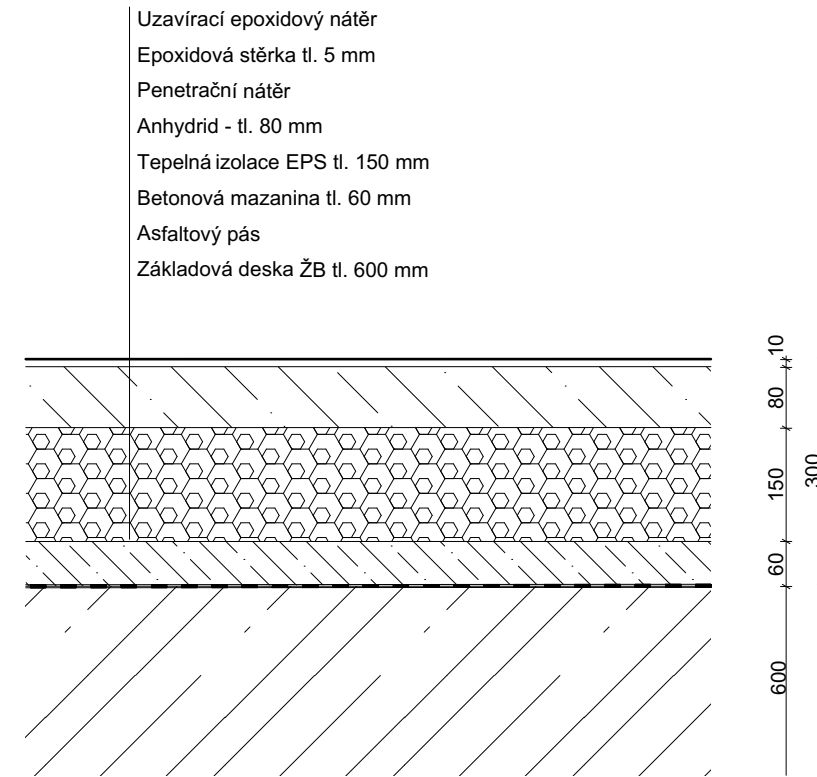 Uzavírací epoxidový nátěr
Epoxidová stěrka tl. 5 mm
Penetrační nátěr
Anhydrid - tl. 80 mm
Tepelná izolace EPS tl. 150 mm
Betonová mazanina tl. 60 mm
Asfaltový pás
Základová deska ŽB tl. 600 mm
10
80
150
300
60
600